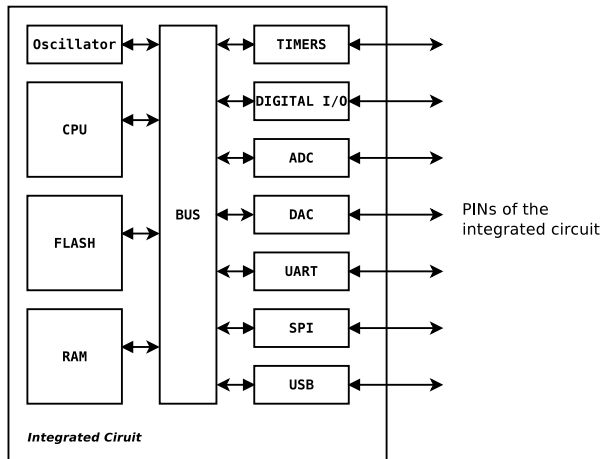 Oscillator
TIMERS
DIGITAL I/O
CPU
ADC
PINs of the
integrated circuit
BUS
DAC
FLASH
UART
SPI
RAM
USB
Integrated Ciruit